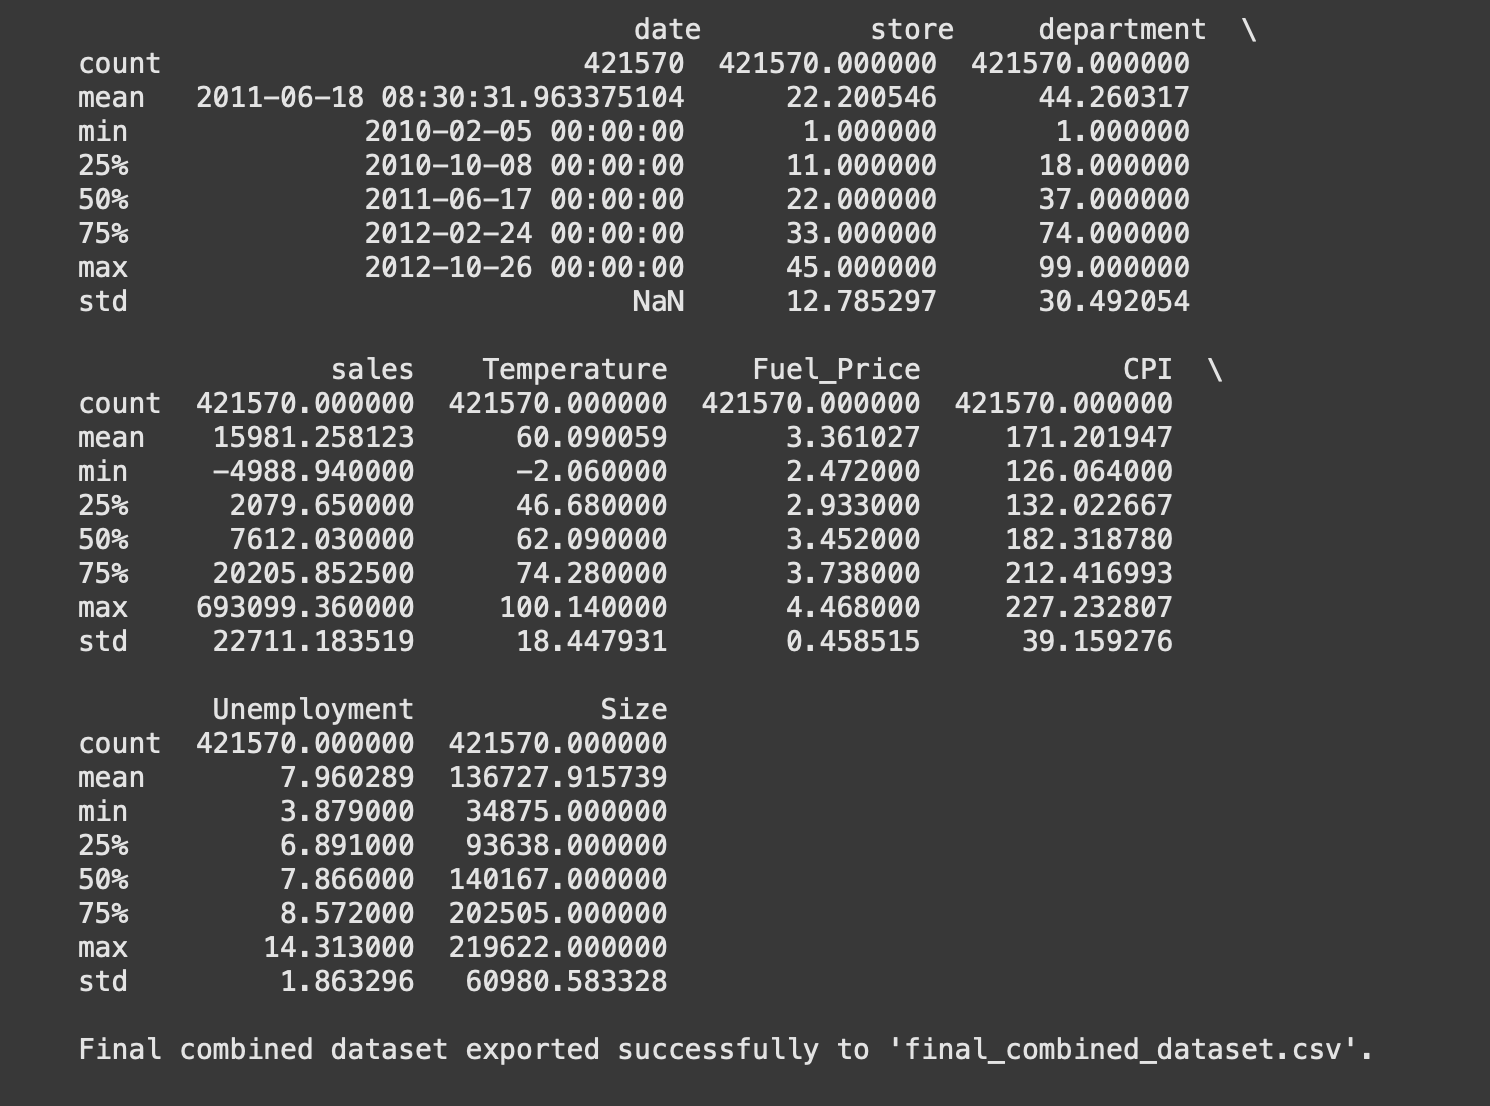 date store department \
count 421570 421570.000000 421570.000000
mean 2011-06-18 08:30:31.963375104 22.200546 44.260317
min 2010-02-05 00:00:00 1.000000 1.000000
25% 2010-10-08 00:00:00 11.000000 18.000000
50% 2011-06-17 00:00:00 22.000000 37.000000
75% 2012-02-24 00:00:00 33.000000 74.000000
max 2012-10-26 00:00:00 45.000000 99.000000
std NaN 12.785297 30.492054
sales Temperature Fuel_Price CPI \
count 421570.000000 421570.000000 421570.000000 421570.000000
mean 15981.258123 60.090059 3.361027 171.201947
min -4988.940000 -2.060000 2.472000 126.064000
25% 2079.650000 46.680000 2.933000 132.022667
50% 7612.030000 62.090000 3.452000 182.318780
75% 20205.852500 74.280000 3.738000 212.416993
max 693099.360000 100.140000 4.468000 227.232807
std 22711.183519 18.447931 0.458515 39.159276
Unemployment Size
count 421570.000000 421570.000000
mean 7.960289 136727.915739
min 3.879000 34875.000000
25% 6.891000 93638.000000
50% 7.866000 140167.000000
75% 8.572000 202505.000000
max 14.313000 219622.000000
std 1.863296 60980.583328
Final combined dataset exported successfully to 'final_combined_dataset.csv'.